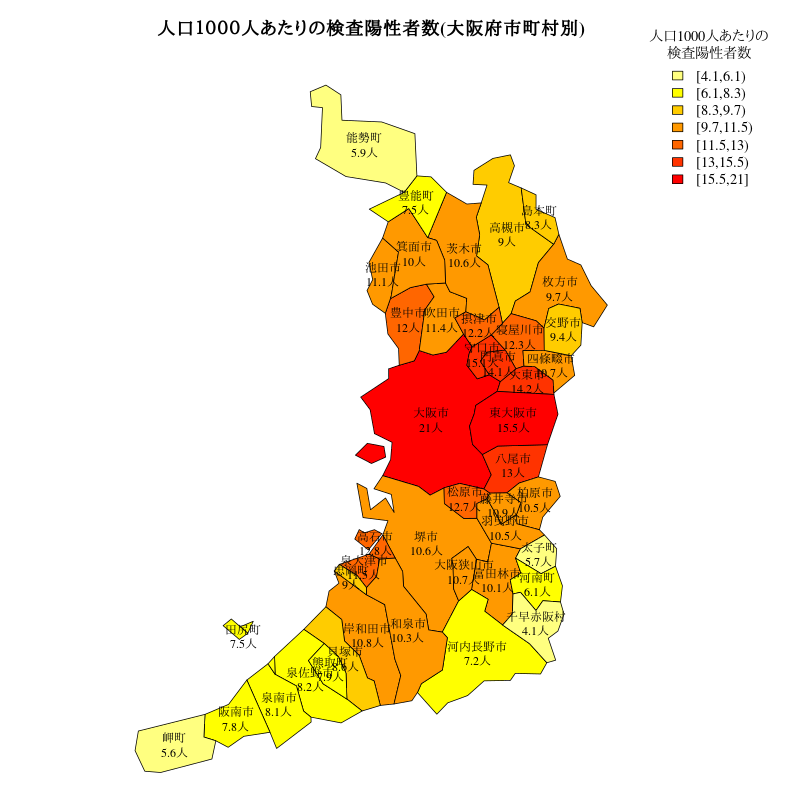 人口1000人あたりの検査陽性者数(大阪府市町村別)
人口1000人あたりの
検査陽性者数
[4.1,6.1)
[6.1,8.3)
[8.3,9.7)
[9.7,11.5)
[11.5,13)
[13,15.5)
[15.5,21]
能勢町
5.9人
豊能町
7.5人
島本町
8.3人
高槻市
9人
箕面市
10人
茨木市
10.6人
池田市
11.1人
枚方市
9.7人
豊中市
12人
吹田市
11.4人
摂津市
12.2人
寝屋川市
12.3人
交野市
9.4人
守口市
15.1人
門真市
14.1人
四條畷市
10.7人
大東市
14.2人
大阪市
21人
東大阪市
15.5人
八尾市
13人
松原市
12.7人
藤井寺市
10.9人
柏原市
10.5人
羽曳野市
10.5人
高石市
12.8人
堺市
10.6人
太子町
5.7人
泉大津市
11.5人
忠岡町
9人
大阪狭山市
10.7人
富田林市
10.1人
河南町
6.1人
千早赤阪村
4.1人
田尻町
7.5人
岸和田市
10.8人
和泉市
10.3人
河内長野市
7.2人
貝塚市
8.6人
熊取町
7.9人
泉佐野市
8.2人
泉南市
8.1人
阪南市
7.8人
岬町
5.6人